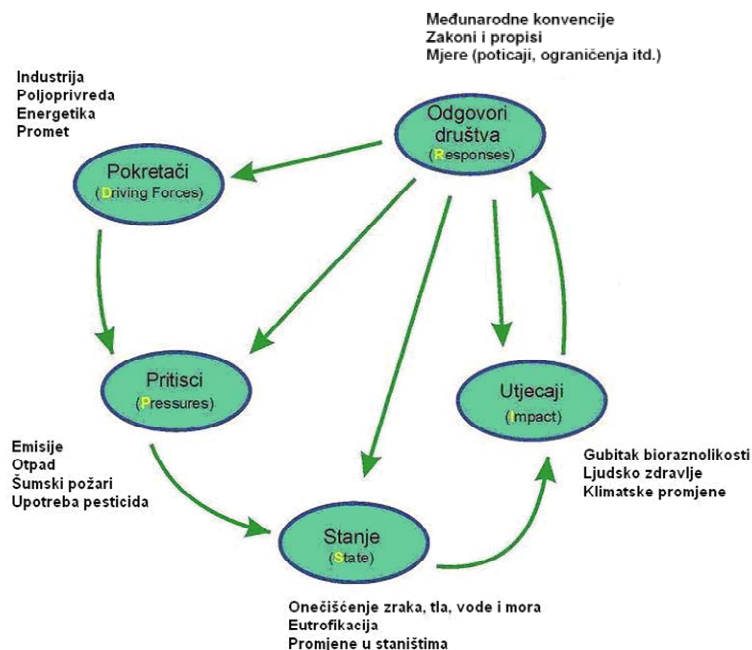 Međunarodne konvencije
Zakoni i propisi
Mjere (poticaji, ograničenja itd.)
Odgovori
društva
(Responses)
Industrija
Poljoprivreda
Energetika
Promet
Pokretači
(Driving Forces)
Pritisci
(Pressures)
Emisije
Otpad
Šumski požari
Upotreba pesticida
Utjecaji
(Impact)
Gubitak bioraznolikosti
Ljudsko zdravlje
Klimatske promjene
Stanje
(State)
Onečišćenje zraka, tla, vode i mora
Eutrofikacija
Promjene u staništima